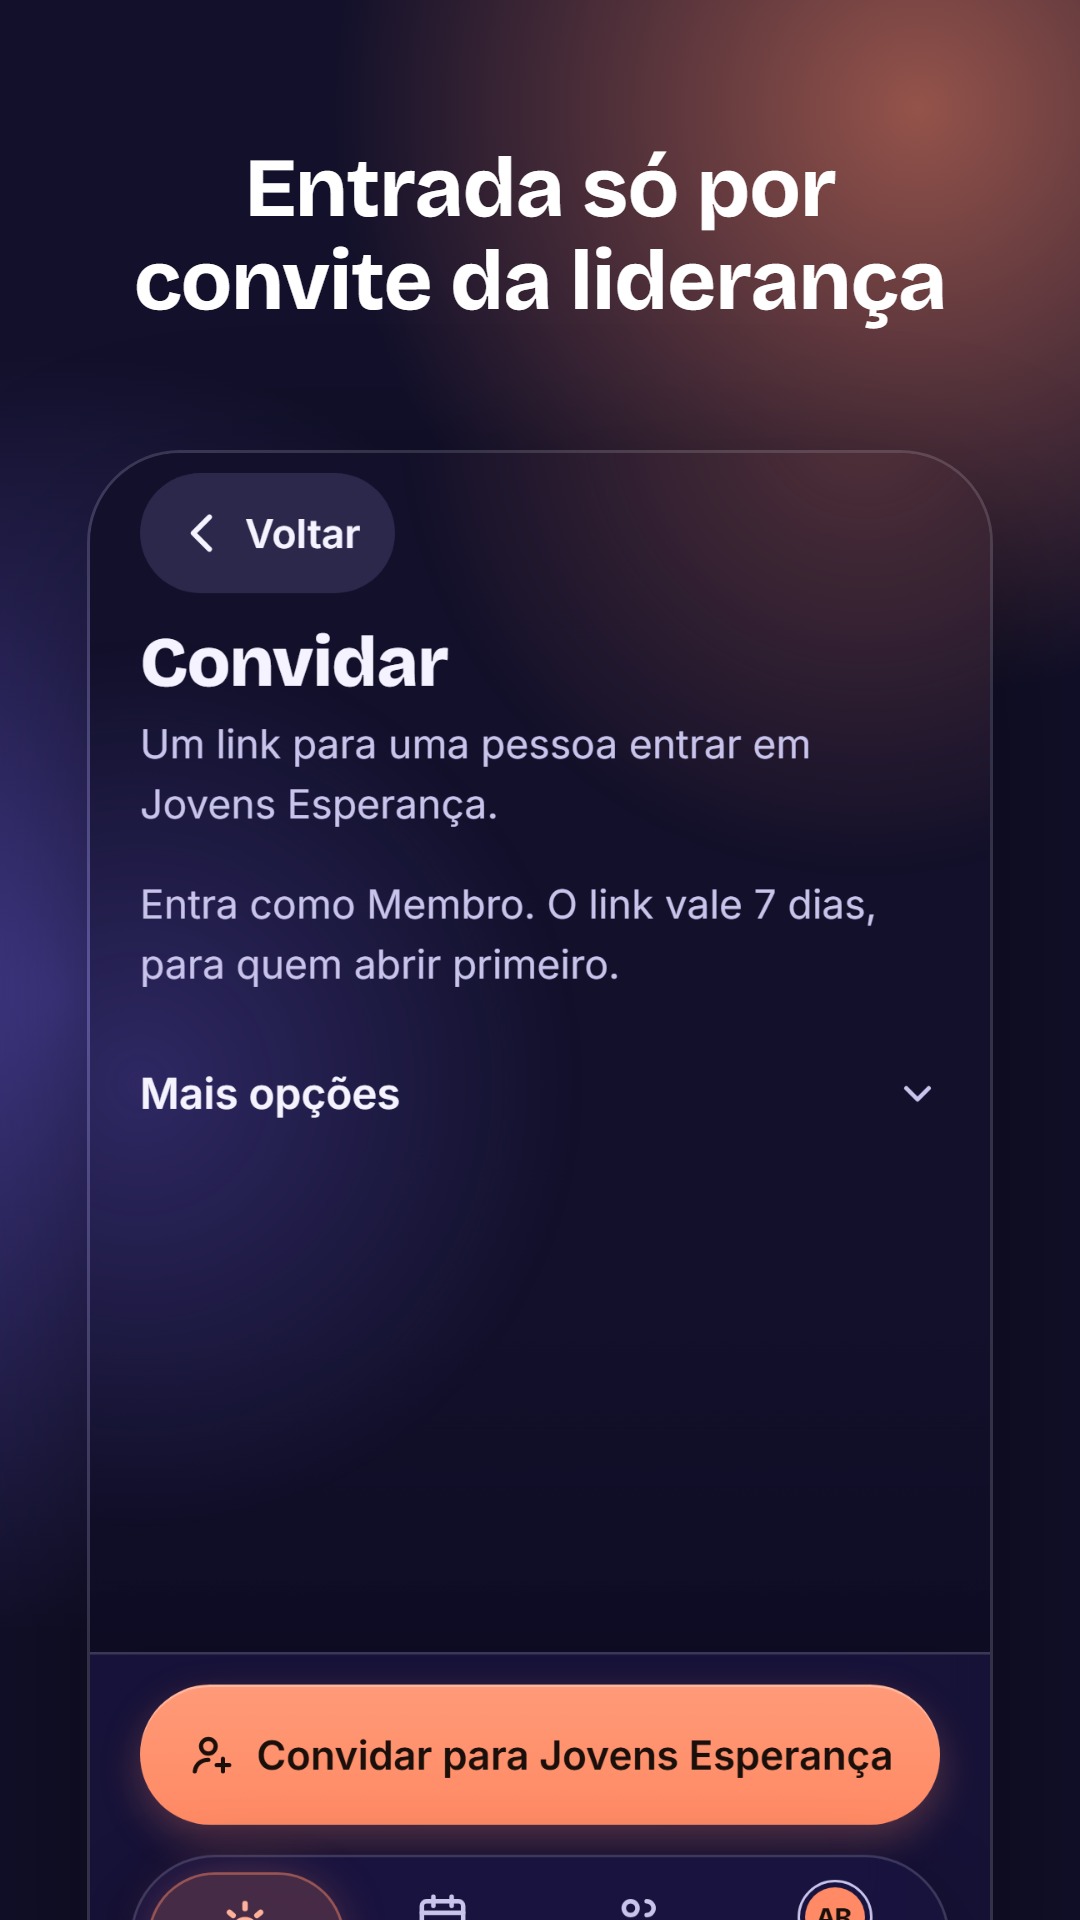 Entrada só por
convite da liderança
Voltar
Convidar
Um link para uma pessoa entrar em
Jovens Esperança.
Entra como Membro. O link vale 7 dias,
para quem abrir primeiro.
Mais opções
Convidar para Jovens Esperança